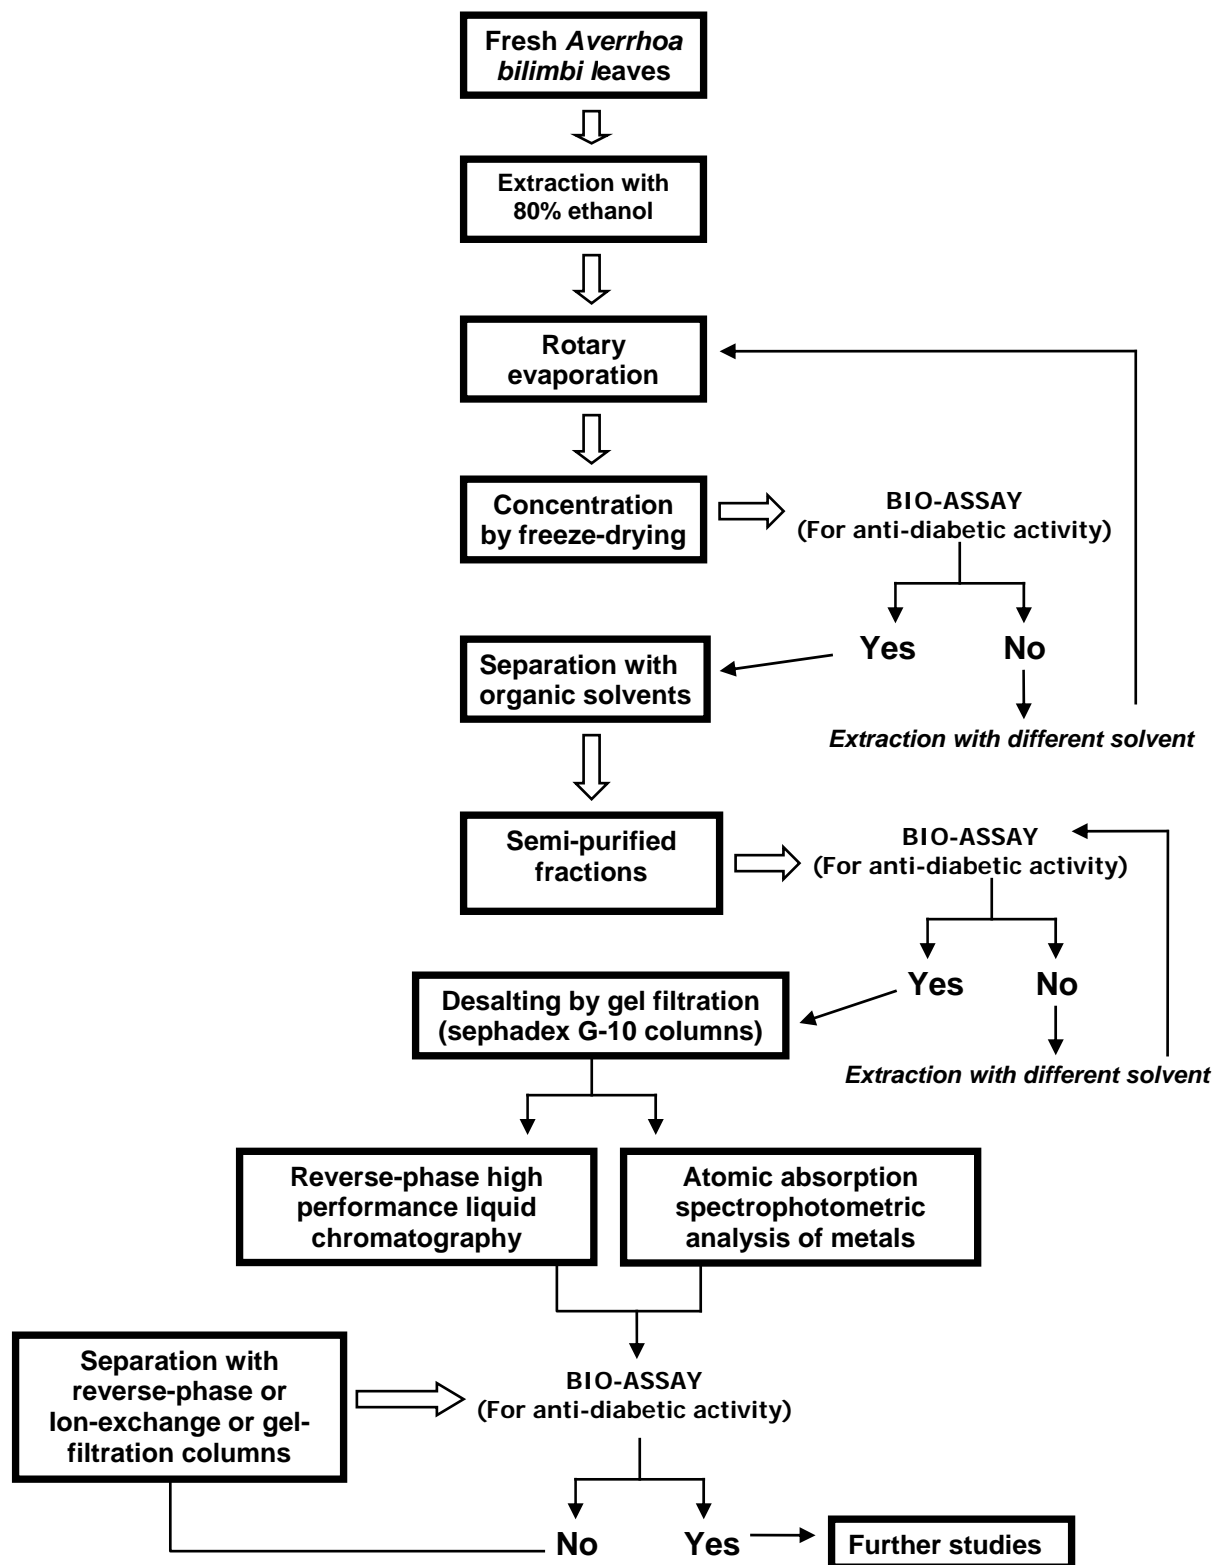 Fresh Averrhoa
bilimbi leaves
Extraction with
80% ethanol
Rotary
evaporation
Concentration
by freeze-drying
BIO-ASSAY
(For anti-diabetic activity)
Yes
No
Separation with
organic solvents
Extraction with different solvent
Semi-purified
fractions
BIO-ASSAY
(For anti-diabetic activity)
Yes
No
Desalting by gel filtration
(sephadex G-10 columns)
Extraction with different solvent
Reverse-phase high
performance liquid
chromatography
Atomic absorption
spectrophotometric
analysis of metals
Separation with
reverse-phase or
Ion-exchange or gel-
filtration columns
BIO-ASSAY
(For anti-diabetic activity)
No
Yes
Further studies